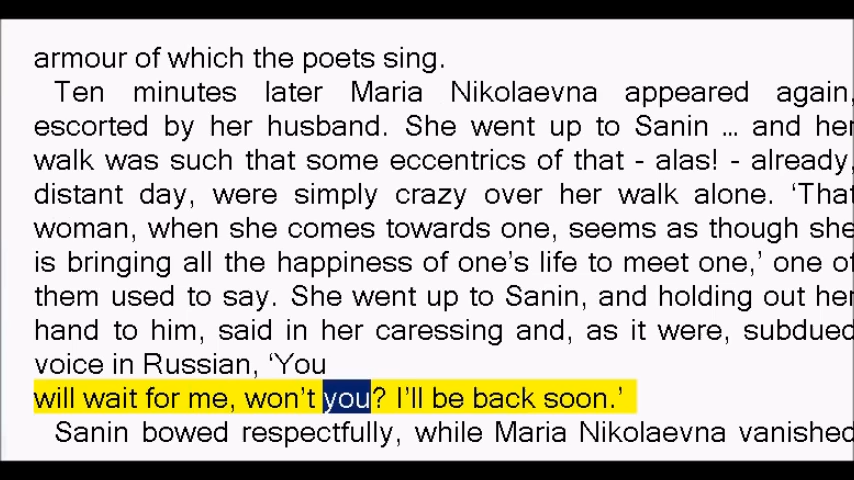 armour of which the poets sing.
Ten minutes later Maria Nikolaevna appeared again,
escorted by her husband. She went up to Sanin ... and her
walk was such that some eccentrics of that - alas! - already,
distant day, were simply crazy over her walk alone. ‘That
woman, when she comes towards one, seems as though she
is bringing all the happiness of one’s life to meet one,’ one of
them used to say. She went up to Sanin, and holding out her
hand to him, said in her caressing and, as it were, subdued
voice in Russian, ‘You
will wait for me, won’t you? I’ll be back soon.’
Sanin bowed respectfully, while Maria Nikolaevna vanished